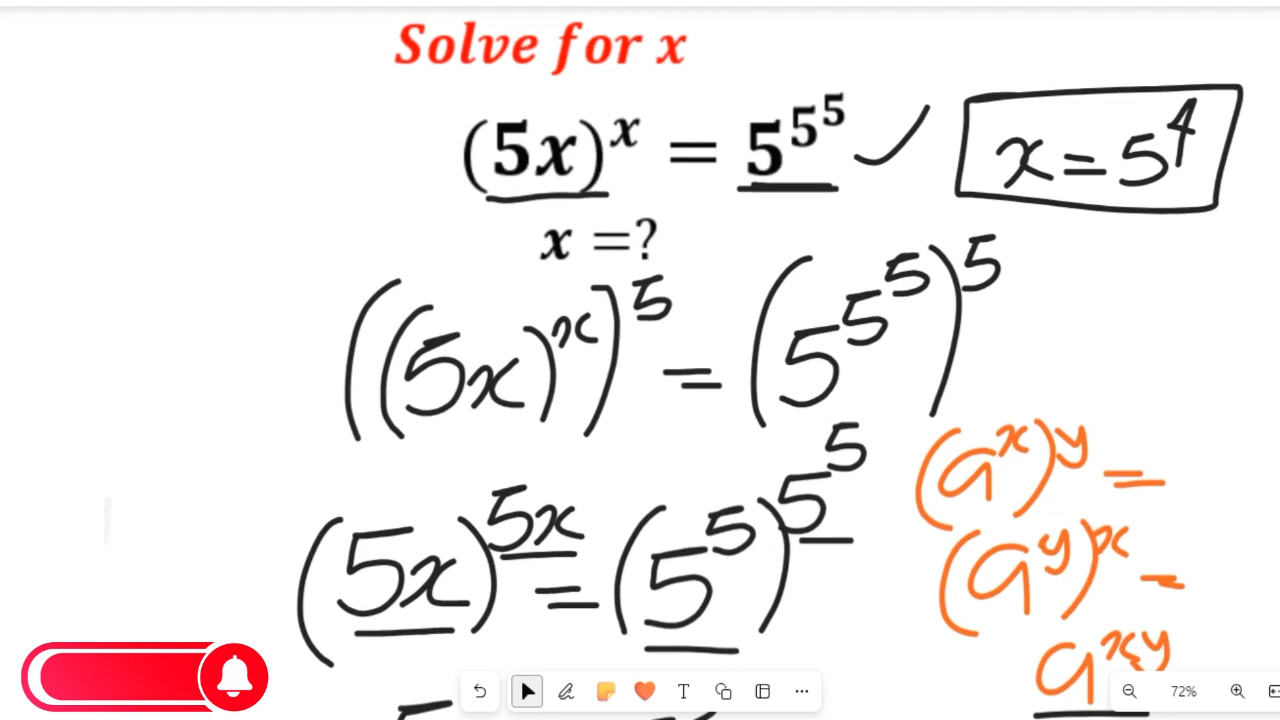 Solve for x
(5x)^x = 5^5^5 ✓
x = 5^4
x =?
((5x)^x)^5 = (5^5^5)^5
(5x)^5x = (5^5)^5^5
(a^x)^y =
(a^y)^x =
a^xy
72%